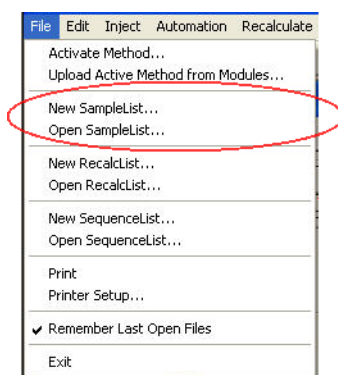 File Edit Inject Automation Recalculate
Activate Method...
Upload Active Method from Modules...
New SampleList...
Open SampleList...
New RecalcList...
Open RecalcList...
New SequenceList...
Open SequenceList...
Print
Printer Setup...
✔ Remember Last Open Files
Exit